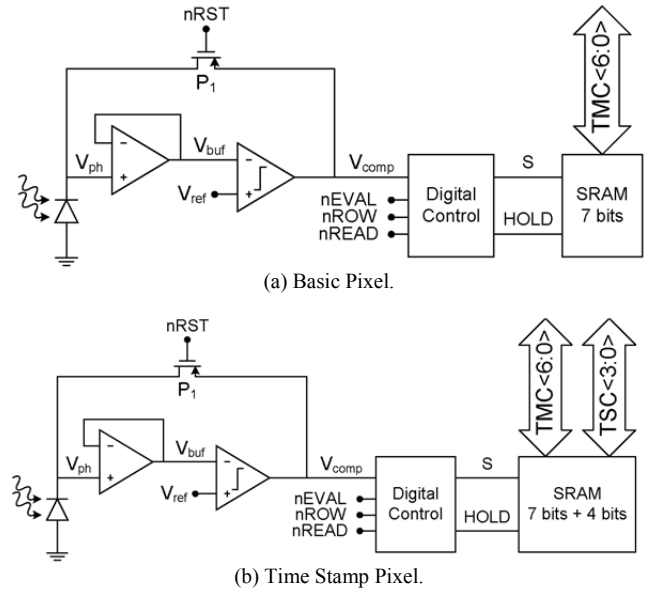 nRST
P1
TMC<6:0>
Vph
Vbuf
Vref
Vcomp
nEVAL
nROW
nREAD
Digital
Control
S
HOLD
SRAM
7 bits
(a) Basic Pixel.
nRST
P1
TMC<6:0>
TSC<3:0>
Vph
Vbuf
Vref
Vcomp
nEVAL
nROW
nREAD
Digital
Control
S
HOLD
SRAM
7 bits + 4 bits
(b) Time Stamp Pixel.